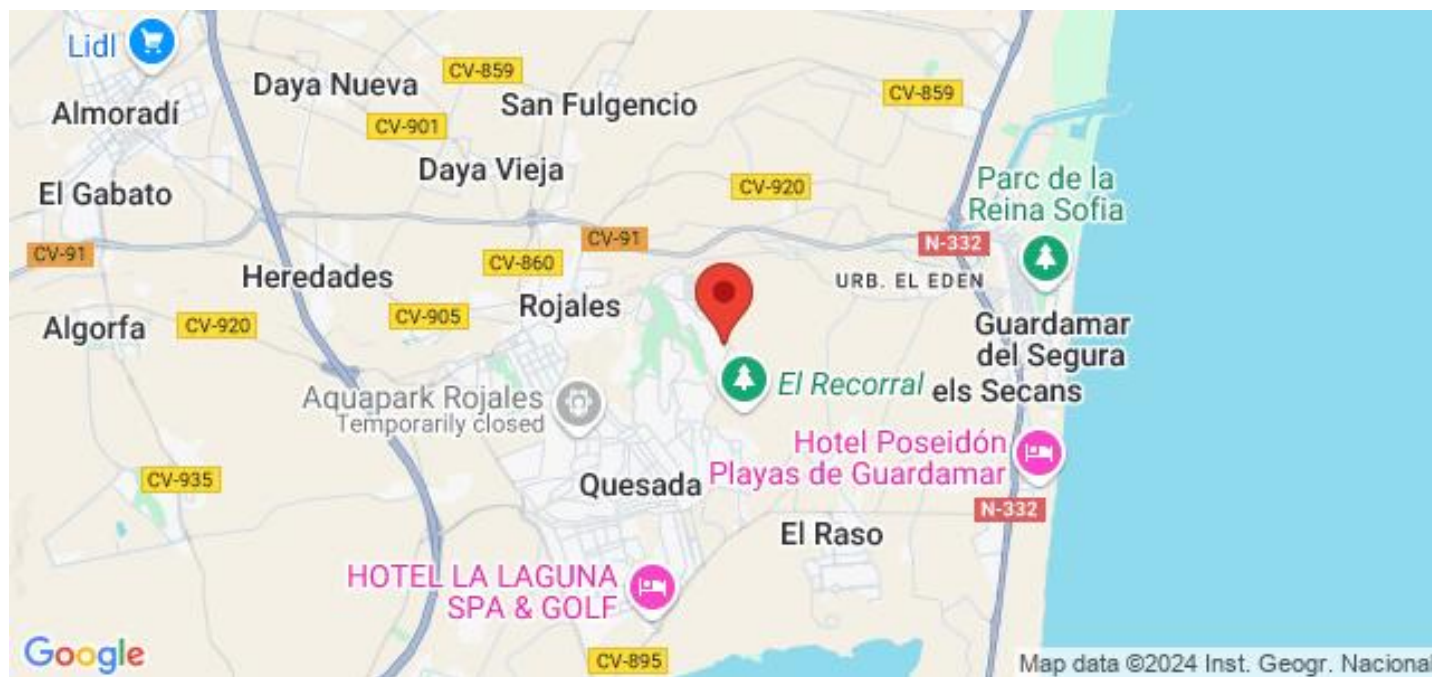 Lidl
Daya Nueva
CV-859
San Fulgencio
CV-859
Almoradí
CV-901
Daya Vieja
Parc de la
Reina Sofia
CV-920
El Gabato
CV-91
CV-91
N-332
CV-860
Heredades
URB. EL EDEN
Rojales
CV-905
CV-920
Algorfa
Guardamar
del Segura
El Recorral
els Secans
Aquapark Rojales
Temporarily closed
Hotel Poseidón
Playas de Guardamar
CV-935
Quesada
N-332
El Raso
HOTEL LA LAGUNA
SPA & GOLF
CV-895
Google
Map data ©2024 Inst. Geogr. Nacional